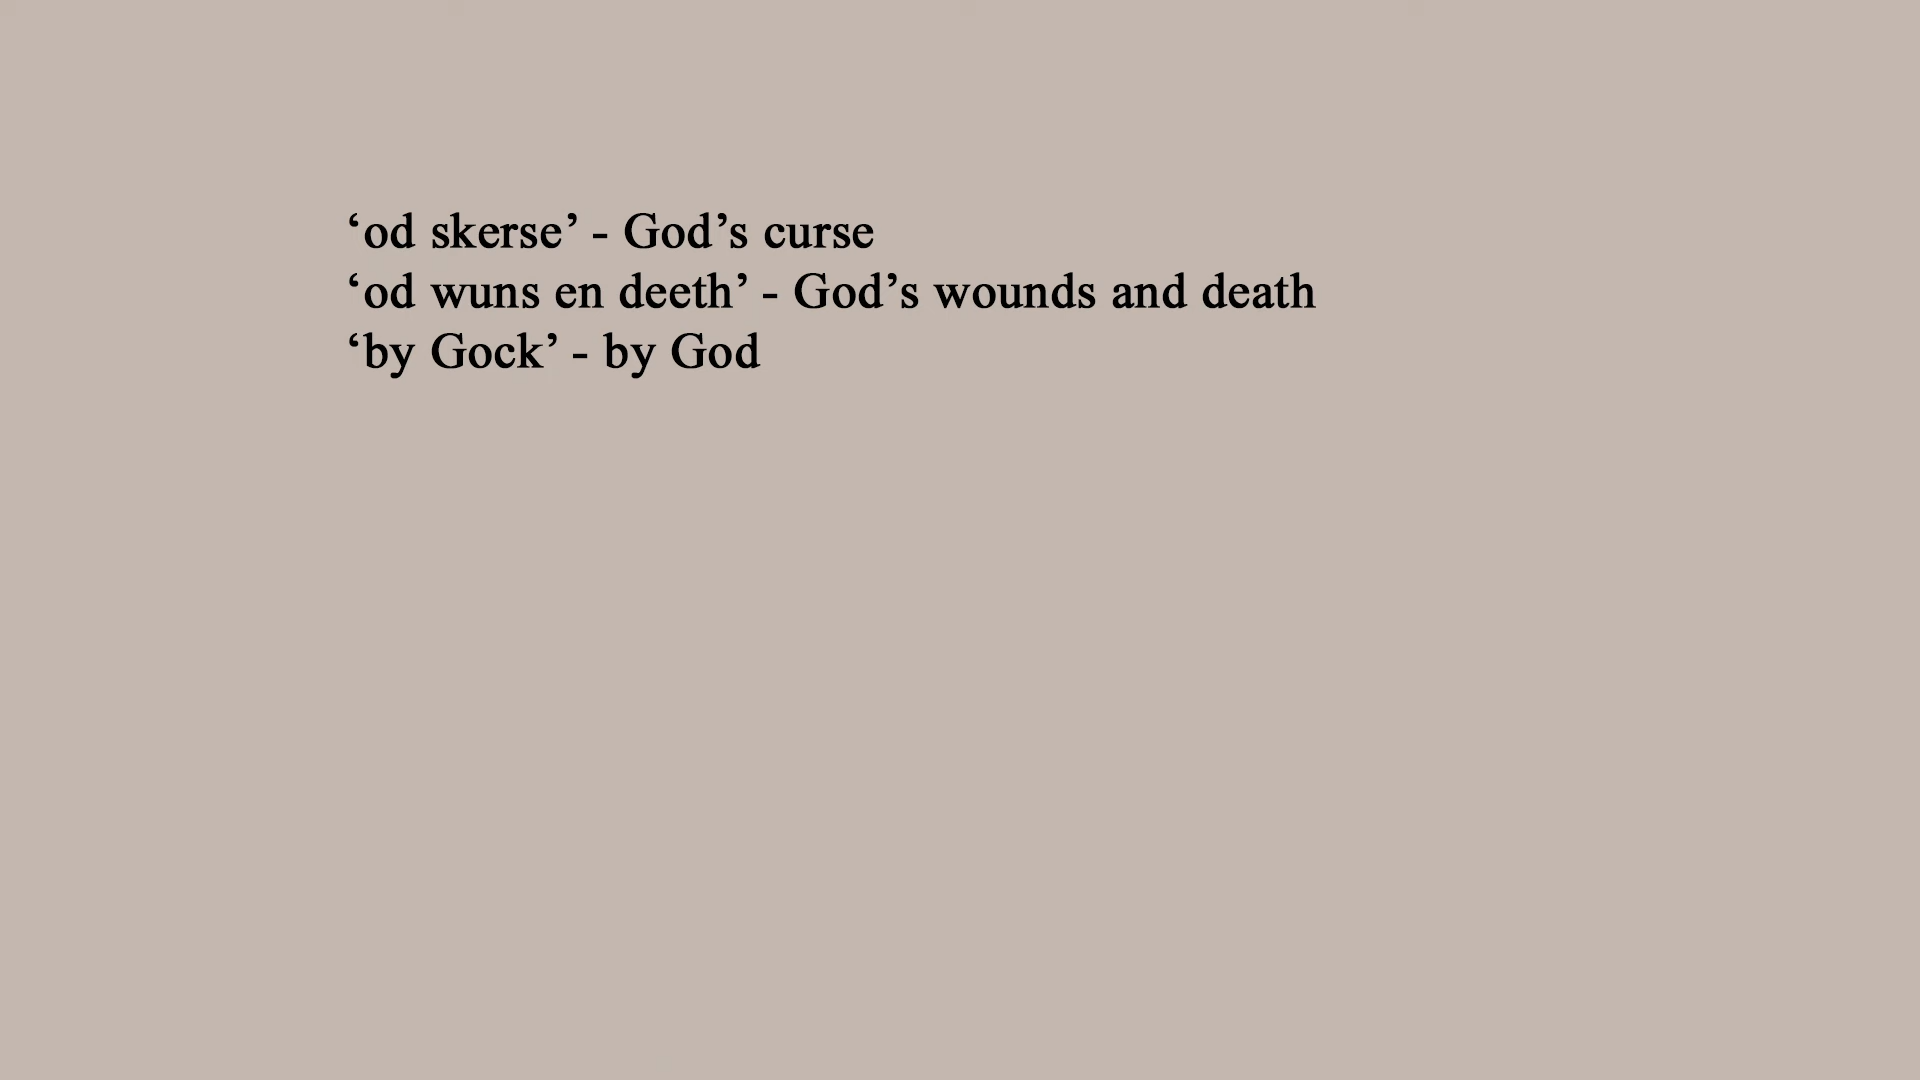 ‘od skerse’ - God’s curse
‘od wuns en deeth’ - God’s wounds and death
‘by Gock’ - by God